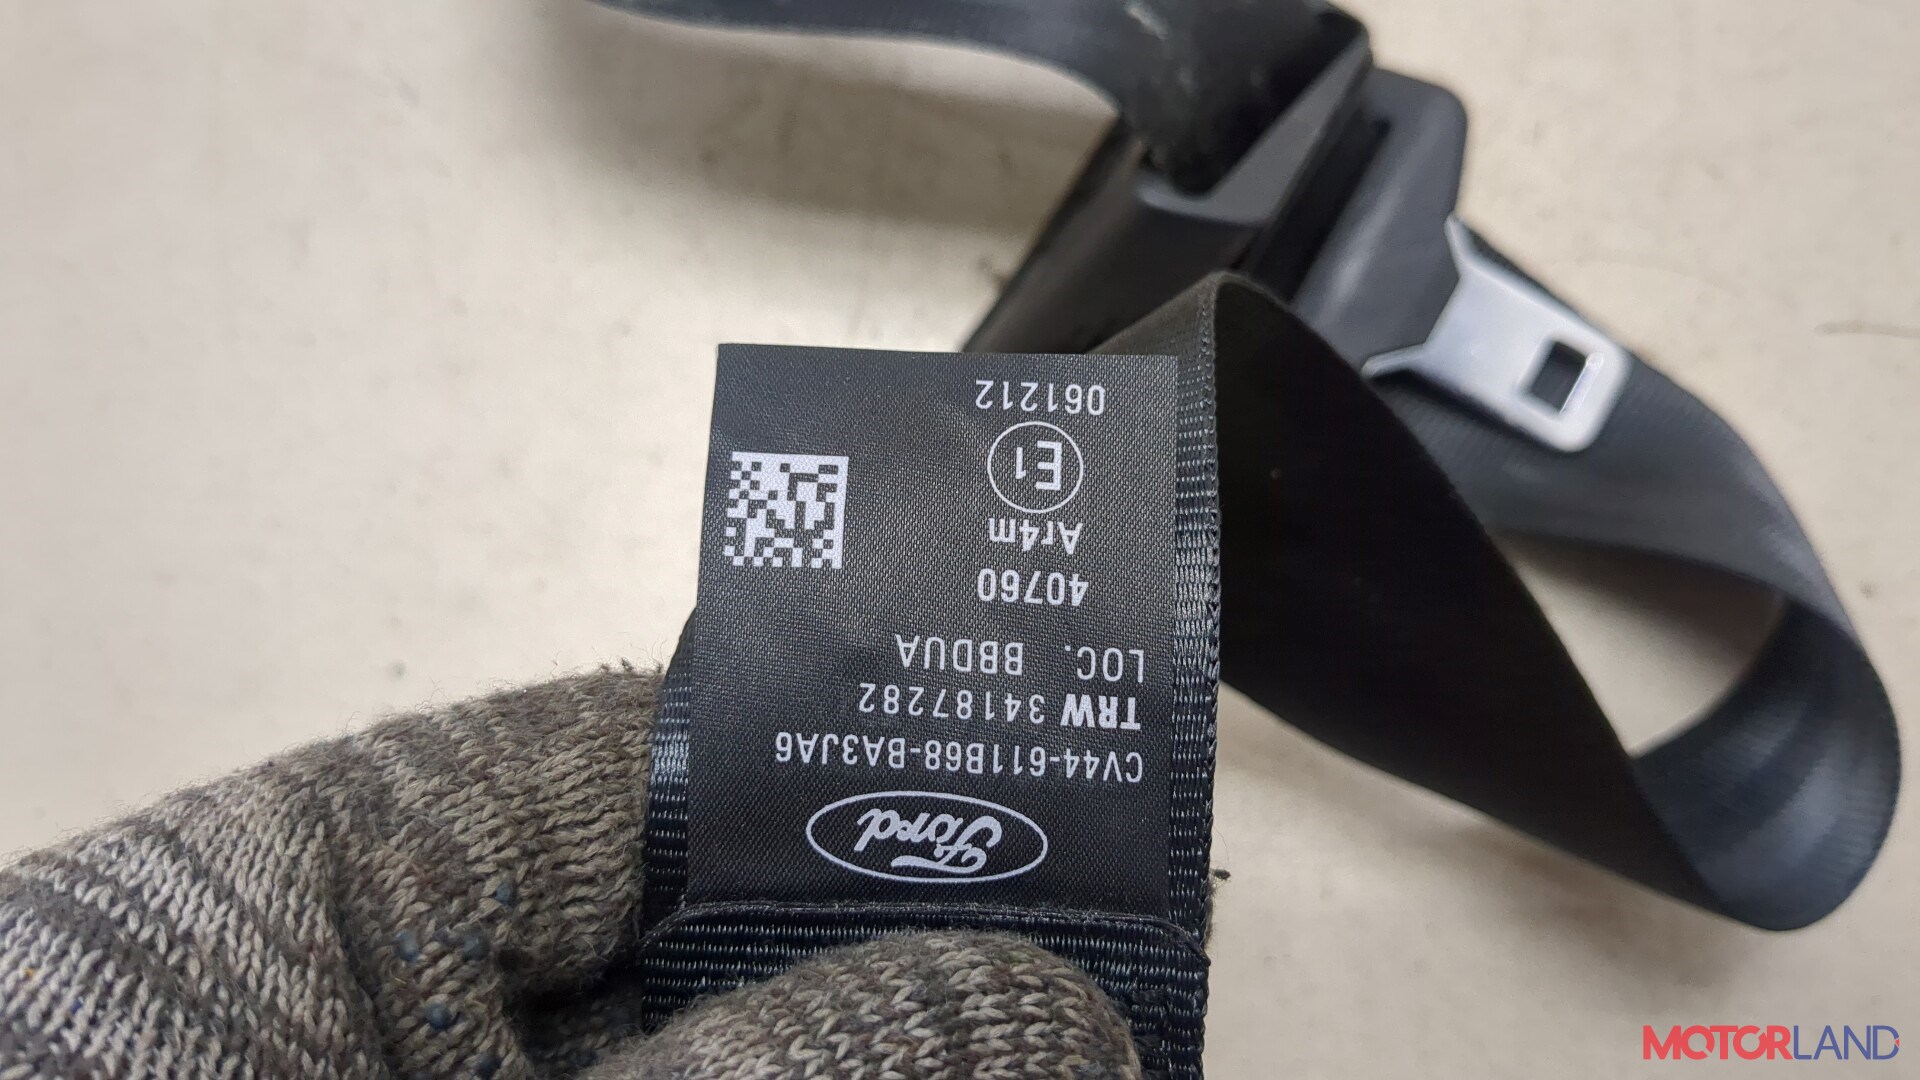 Ford
CV44-611B68-BA3JA6
TRW 34187282
LOC. BBDUA
40760
Ar4m
E1
061212
MOTORLAND